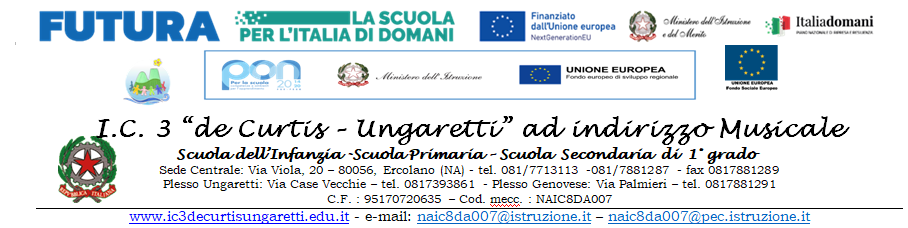 FUTURA
LA SCUOLA
PER L'ITALIA DI DOMANI
Finanziato
dall'Unione europea
NextGenerationEU
Ministero dell'Istruzione
e del Merito
Italiadomani
PIANO NAZIONALE DI RIPRESA E RESILIENZA
pon
Per la scuola
20
Ministero dell'Istruzione
UNIONE EUROPEA
Fondo europeo di sviluppo regionale
UNIONE EUROPEA
Fondo Sociale Europeo
I.C. 3 “de Curtis – Ungaretti” ad indirizzo Musicale
Scuola dell'Infanzia -Scuola Primaria – Scuola Secondaria di 1° grado
Sede Centrale: Via Viola, 20 – 80056, Ercolano (NA) - tel. 081/7713113 -081/7881287 - fax 0817881289
Plesso Ungaretti: Via Case Vecchie – tel. 0817393861 - Plesso Genovese: Via Palmieri – tel. 0817881291
C.F. : 95170720635 – Cod. mecc. : NAIC8DA007
www.ic3decurtisungaretti.edu.it - e-mail: naic8da007@istruzione.it – naic8da007@pec.istruzione.it